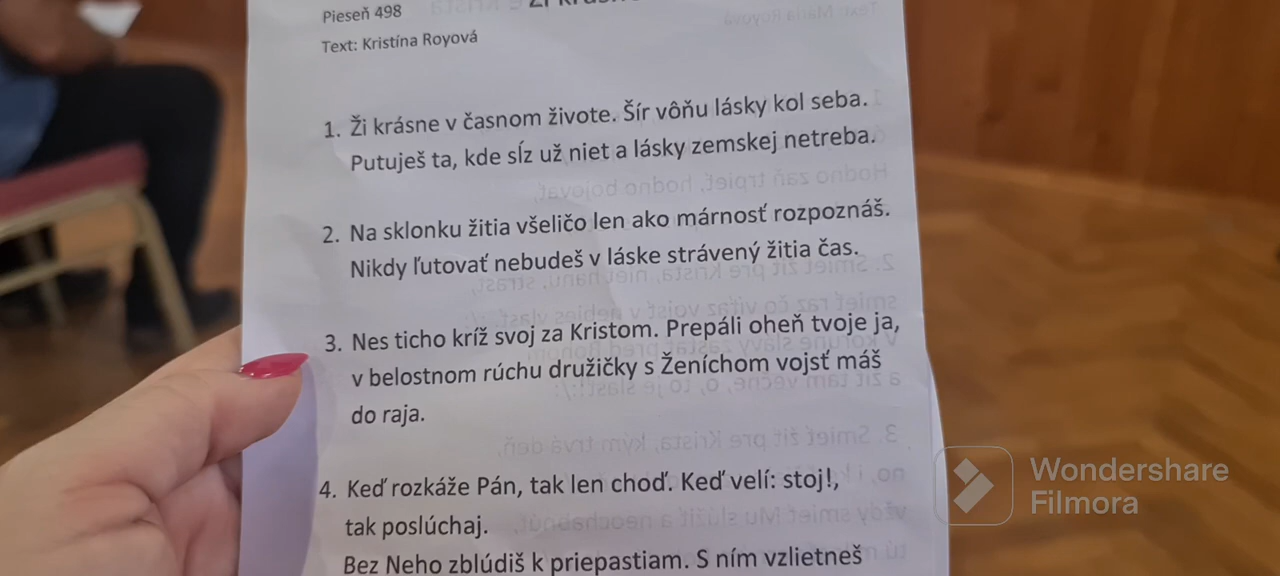 Pieseň 498
Text: Kristína Royová
1. Ži krásne v časnom živote. Šír vôňu lásky kol seba.
Putuješ ta, kde sĺz už niet a lásky zemskej netreba.
2. Na sklonku žitia všeličo len ako márnosť rozpoznáš.
Nikdy ľutovať nebudeš v láske strávený žitia čas.
3. Nes ticho kríž svoj za Kristom. Prepáli oheň tvoje ja,
v belostnom rúchu družičky s Ženíchom vojsť máš
do raja.
4. Keď rozkáže Pán, tak len choď. Keď velí: stoj!,
tak poslúchaj.
Bez Neho zblúdiš k priepastiam. S ním vzlietneš
Wondershare
Filmora